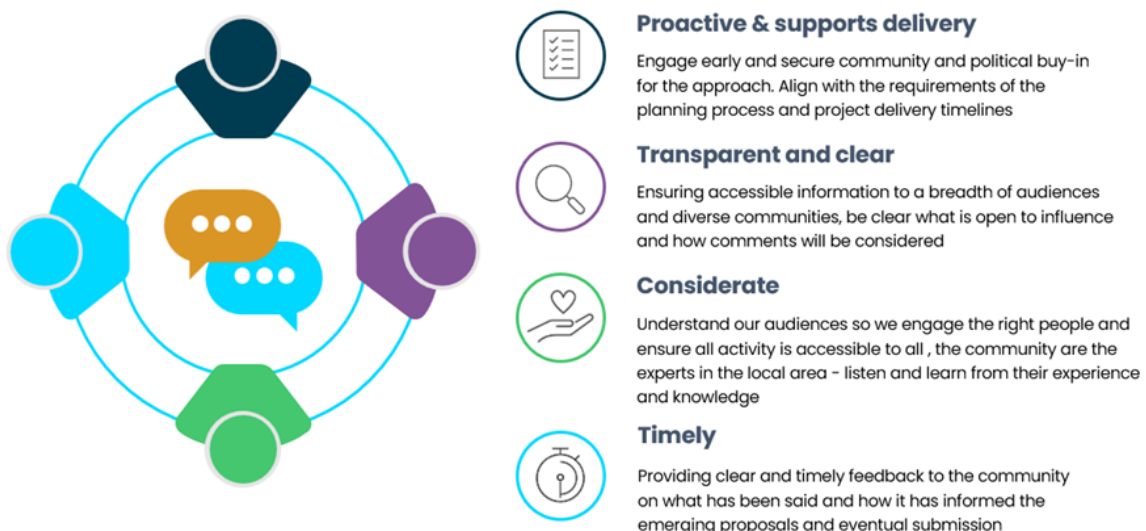 Proactive & supports delivery
Engage early and secure community and political buy-in
for the approach. Align with the requirements of the
planning process and project delivery timelines
Transparent and clear
Ensuring accessible information to a breadth of audiences
and diverse communities, be clear what is open to influence
and how comments will be considered
Considerate
Understand our audiences so we engage the right people and
ensure all activity is accessible to all , the community are the
experts in the local area - listen and learn from their experience
and knowledge
Timely
Providing clear and timely feedback to the community
on what has been said and how it has informed the
emerging proposals and eventual submission